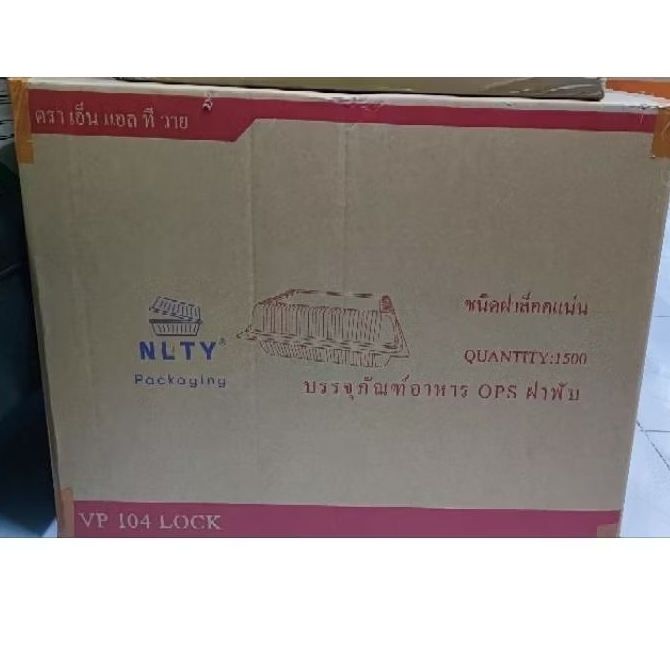 ตรา เอ็น แอล ที วาย
NLTY®
Packaging
ชนิดฝาล็อคแน่น
QUANTITY:1500
บรรจุภัณฑ์อาหาร OPS ฝาพับ
VP 104 LOCK